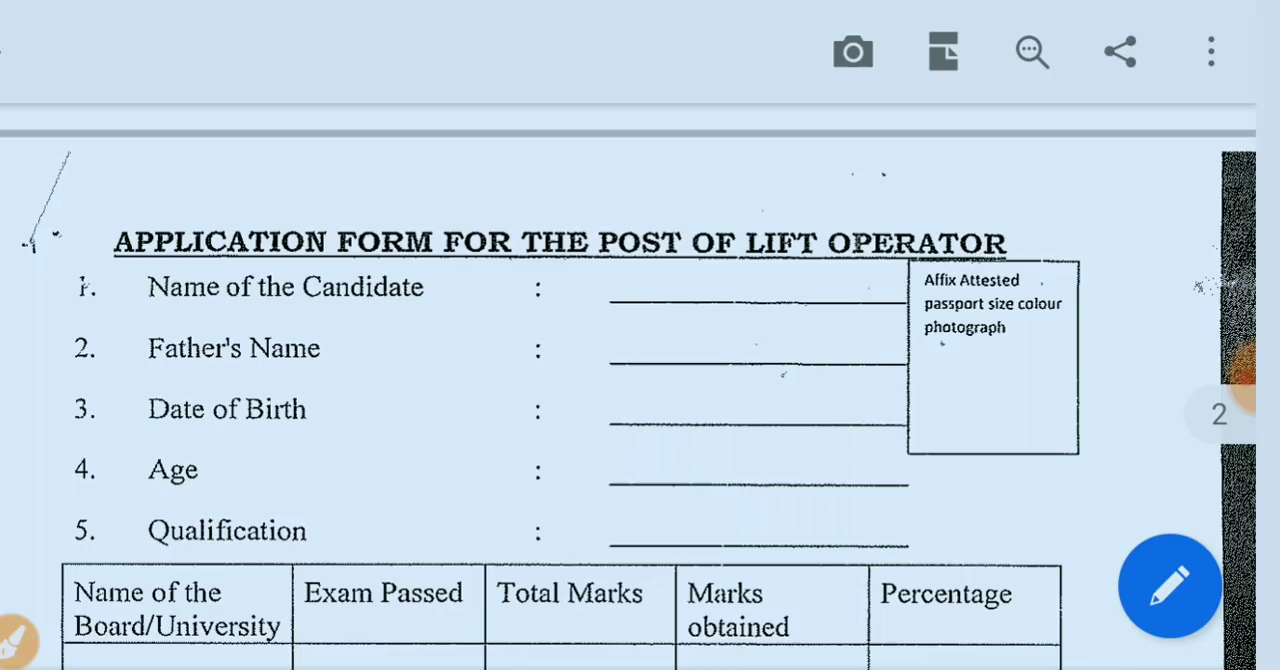 APPLICATION FORM FOR THE POST OF LIFT OPERATOR
1. Name of the Candidate :
Affix Attested
passport size colour
photograph
2. Father's Name :
3. Date of Birth :
2
4. Age :
5. Qualification :
Name of the Board/University Exam Passed Total Marks Marks obtained Percentage